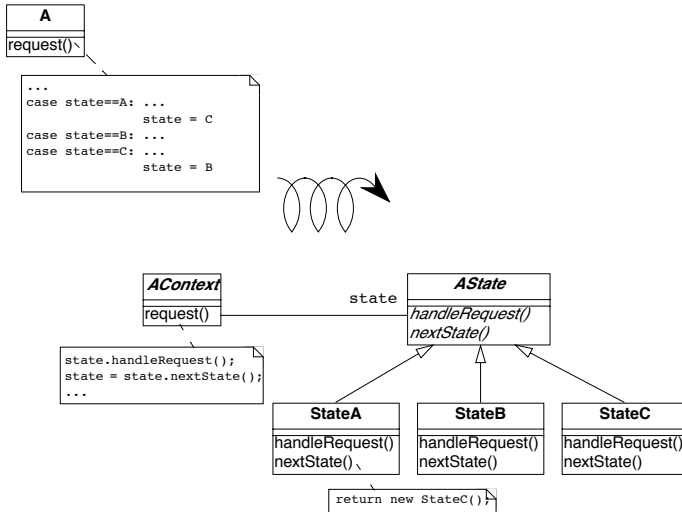 A
request()
...
case state==A: ...
state = C
case state==B: ...
case state==C: ...
state = B
AContext
request()
state
AState
handleRequest()
nextState()
state.handleRequest();
state = state.nextState();
...
StateA
handleRequest()
nextState()
StateB
handleRequest()
nextState()
StateC
handleRequest()
nextState()
return new StateC();